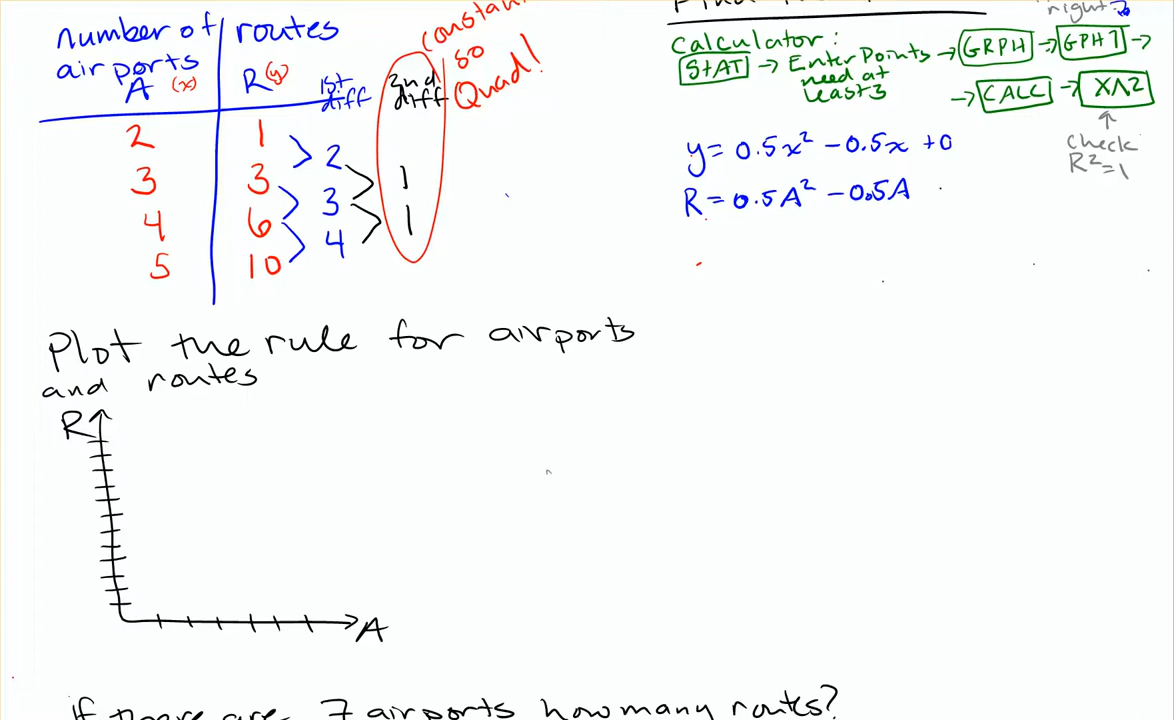 number of routes
airports
A (x) R (y) 1st diff 2nd diff
constant so Quad!
2 1
3 3
4 6
5 10
2
3
4
1
1
right
calculator:
STAT → Enter Points → GRPH → GPH1 →
need at
least 3
→ CALC → X^2
check
R²=1
y = 0.5x² - 0.5x + 0
R = 0.5A² - 0.5A
Plot the rule for airports
and routes
R
A
if there are 7 airports how many routes?